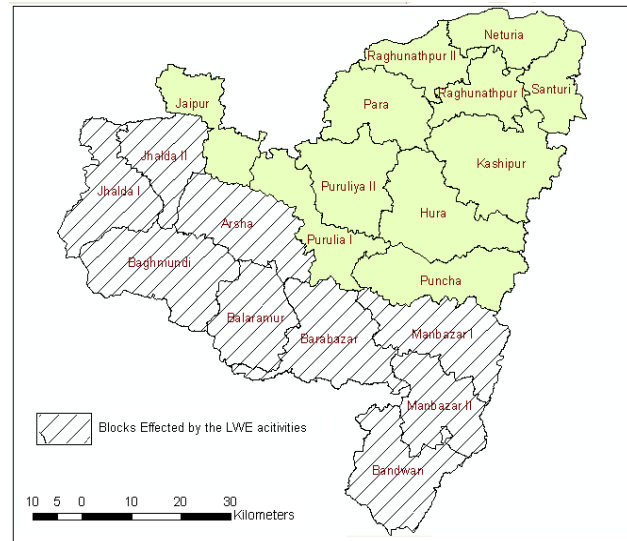 Neturia
Raghunathpur II
Raghunathpur I
Santuri
Jaipur
Para
Jhalda II
Kashipur
Jhalda I
Puruliya II
Hura
Arsha
Purulia I
Baghmundi
Puncha
Balaramur
Barabazar
Manbazar I
Manbazar II
Blocks Effected by the LWE acitivities
Bandwan
10 5 0 10 20 30
Kilometers